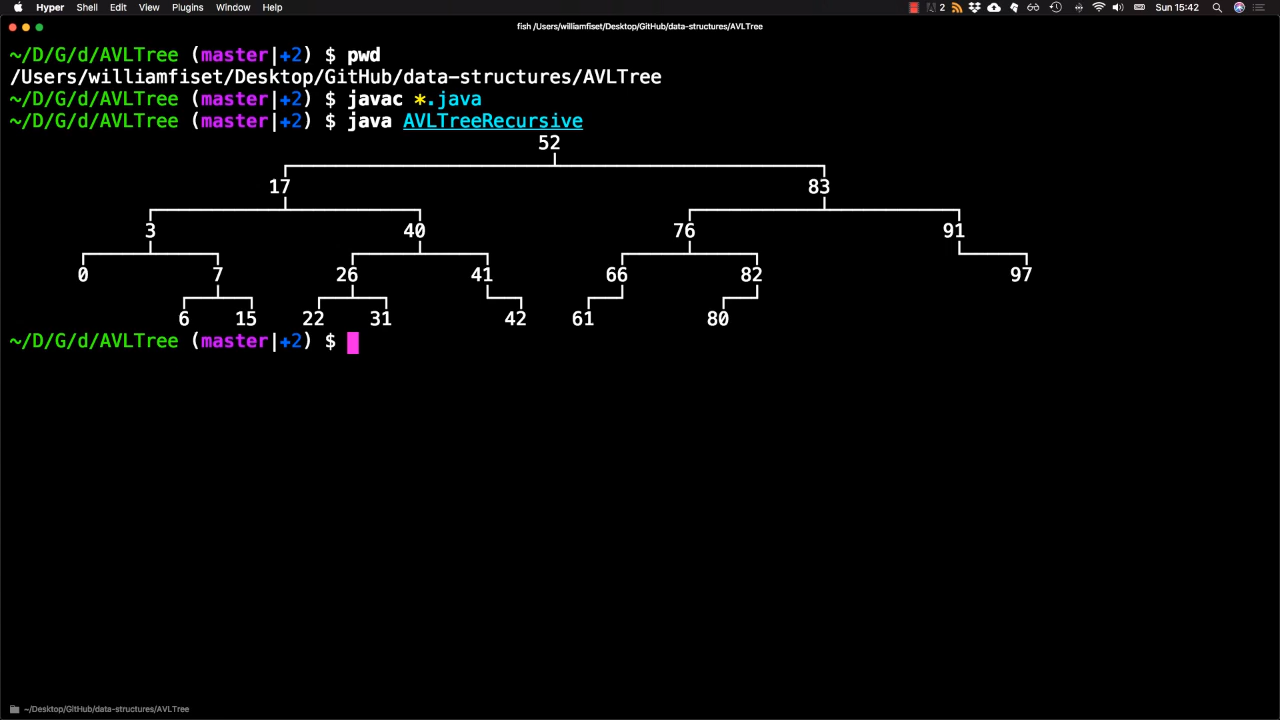 Hyper Shell Edit View Plugins Window Help 2 Sun 15:42
fish /Users/williamfiset/Desktop/GitHub/data-structures/AVLTree
~/D/G/d/AVLTree (master|+2) $ pwd
/Users/williamfiset/Desktop/GitHub/data-structures/AVLTree
~/D/G/d/AVLTree (master|+2) $ javac *.java
~/D/G/d/AVLTree (master|+2) $ java AVLTreeRecursive
52
17 83
3 40 76 91
0 7 26 41 66 82 97
6 15 22 31 42 61 80
~/D/G/d/AVLTree (master|+2) $
~/Desktop/GitHub/data-structures/AVLTree